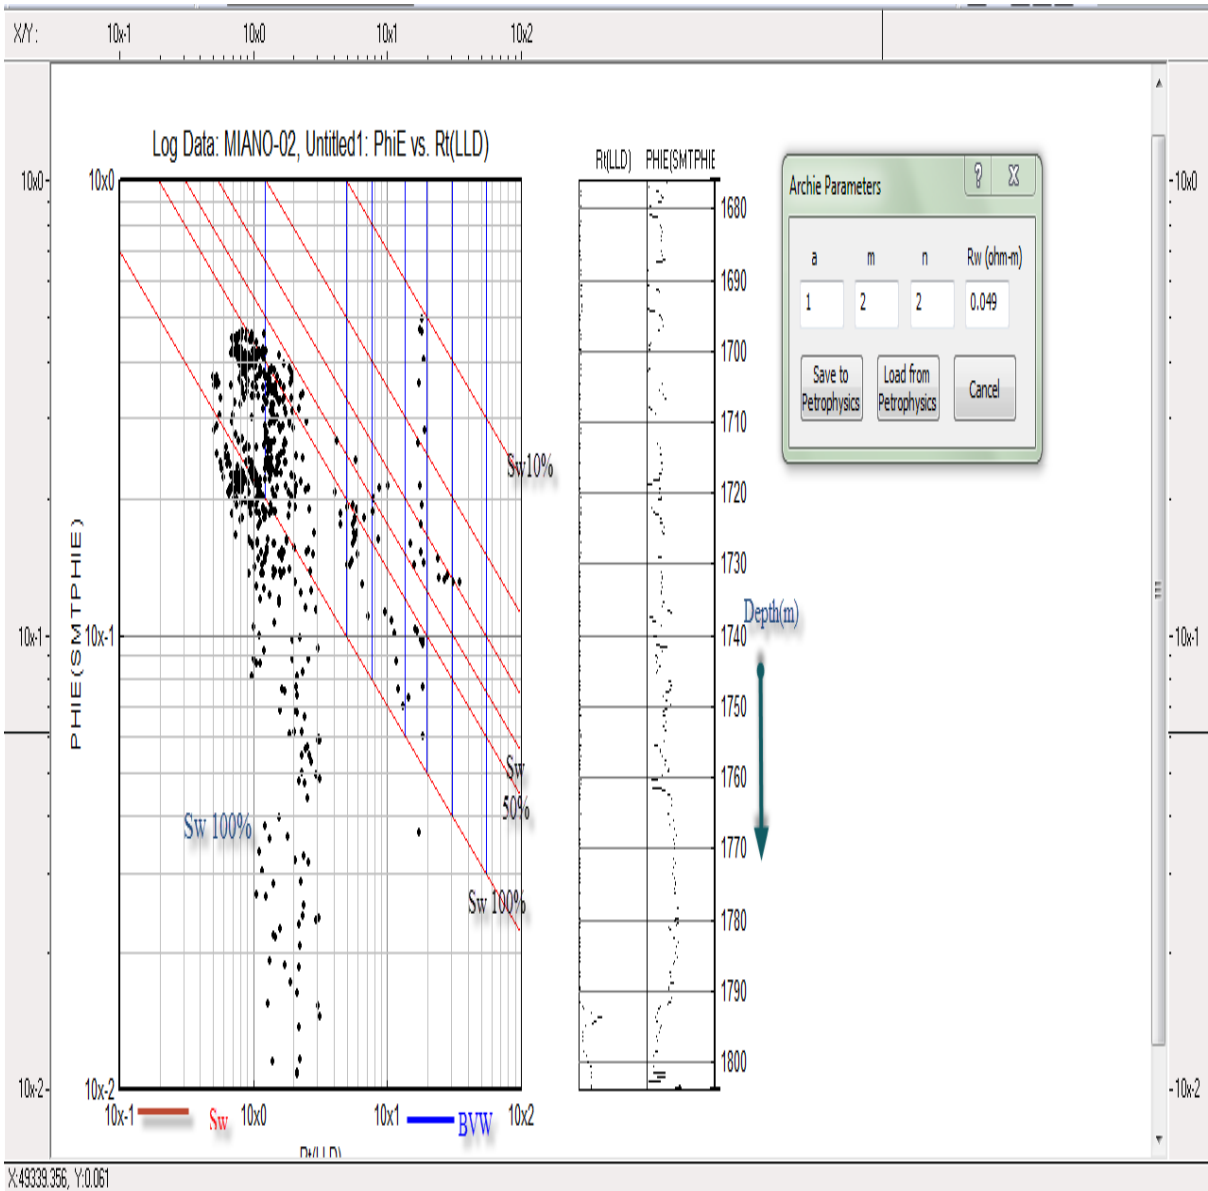 X/Y :
10x-1
10x0
10x1
10x2
Log Data: MIANO-02, Untitled1: PhiE vs. Rt(LLD)
Rt(LLD)
PHIE(SMTPHIE
10x0
10x0
10x0
1680
1690
1700
1710
1720
1730
1740
1750
1760
1770
1780
1790
1800
Archie Parameters
?
X
a
m
n
Rw (ohm-m)
1
2
2
0.049
Save to
Petrophysics
Load from
Petrophysics
Cancel
Sw10%
Depth(m)
PHIE(SMTPHIE)
10x-1
10x-1
10x-1
Sw
50%
Sw 100%
Sw 100%
10x-2
10x-2
10x-2
10x-1
Sw
10x0
10x1
BVW
10x2
Rt(LLD)
X:49339.356, Y:0.061